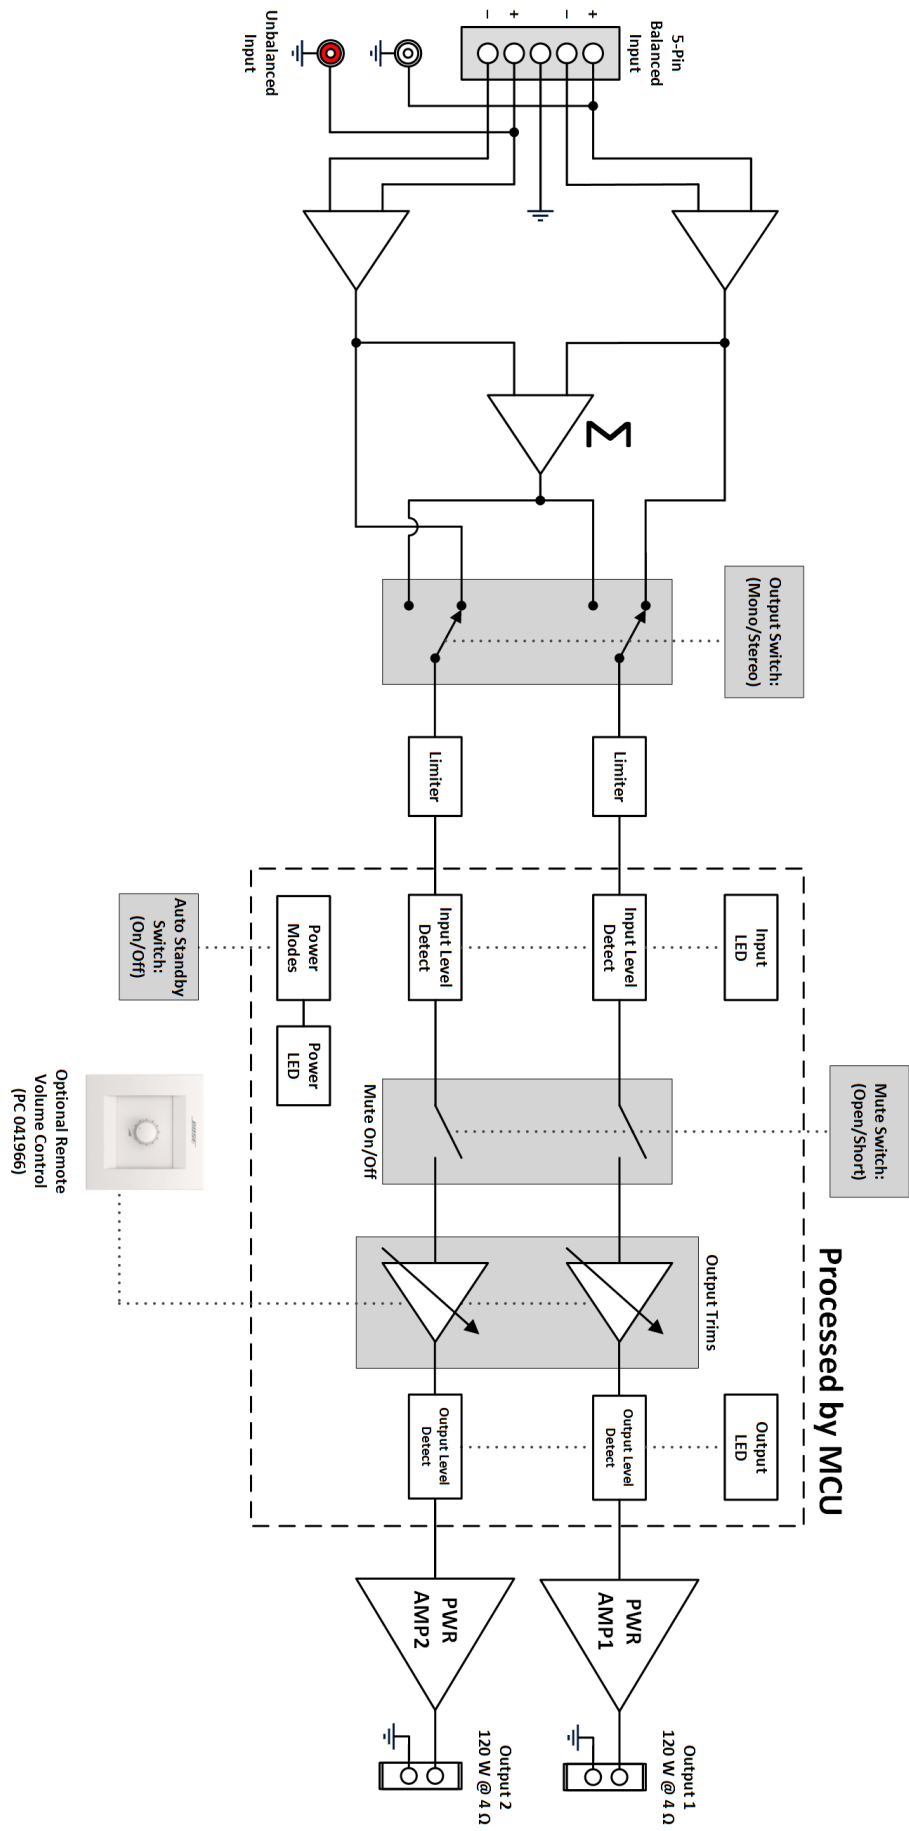 5-Pin
Balanced
Input
+
–
+
–
Unbalanced
Input
Σ
Output Switch:
(Mono/Stereo)
Limiter
Limiter
Processed by MCU
Input
LED
Input Level
Detect
Input Level
Detect
Power
Modes
Power
LED
Auto Standby
Switch:
(On/Off)
Mute Switch:
(Open/Short)
Mute On/Off
Optional Remote
Volume Control
(PC 041966)
BOSE
Output Trims
Output
LED
Output Level
Detect
Output Level
Detect
PWR
AMP1
PWR
AMP2
Output 1
120 W @ 4 Ω
Output 2
120 W @ 4 Ω